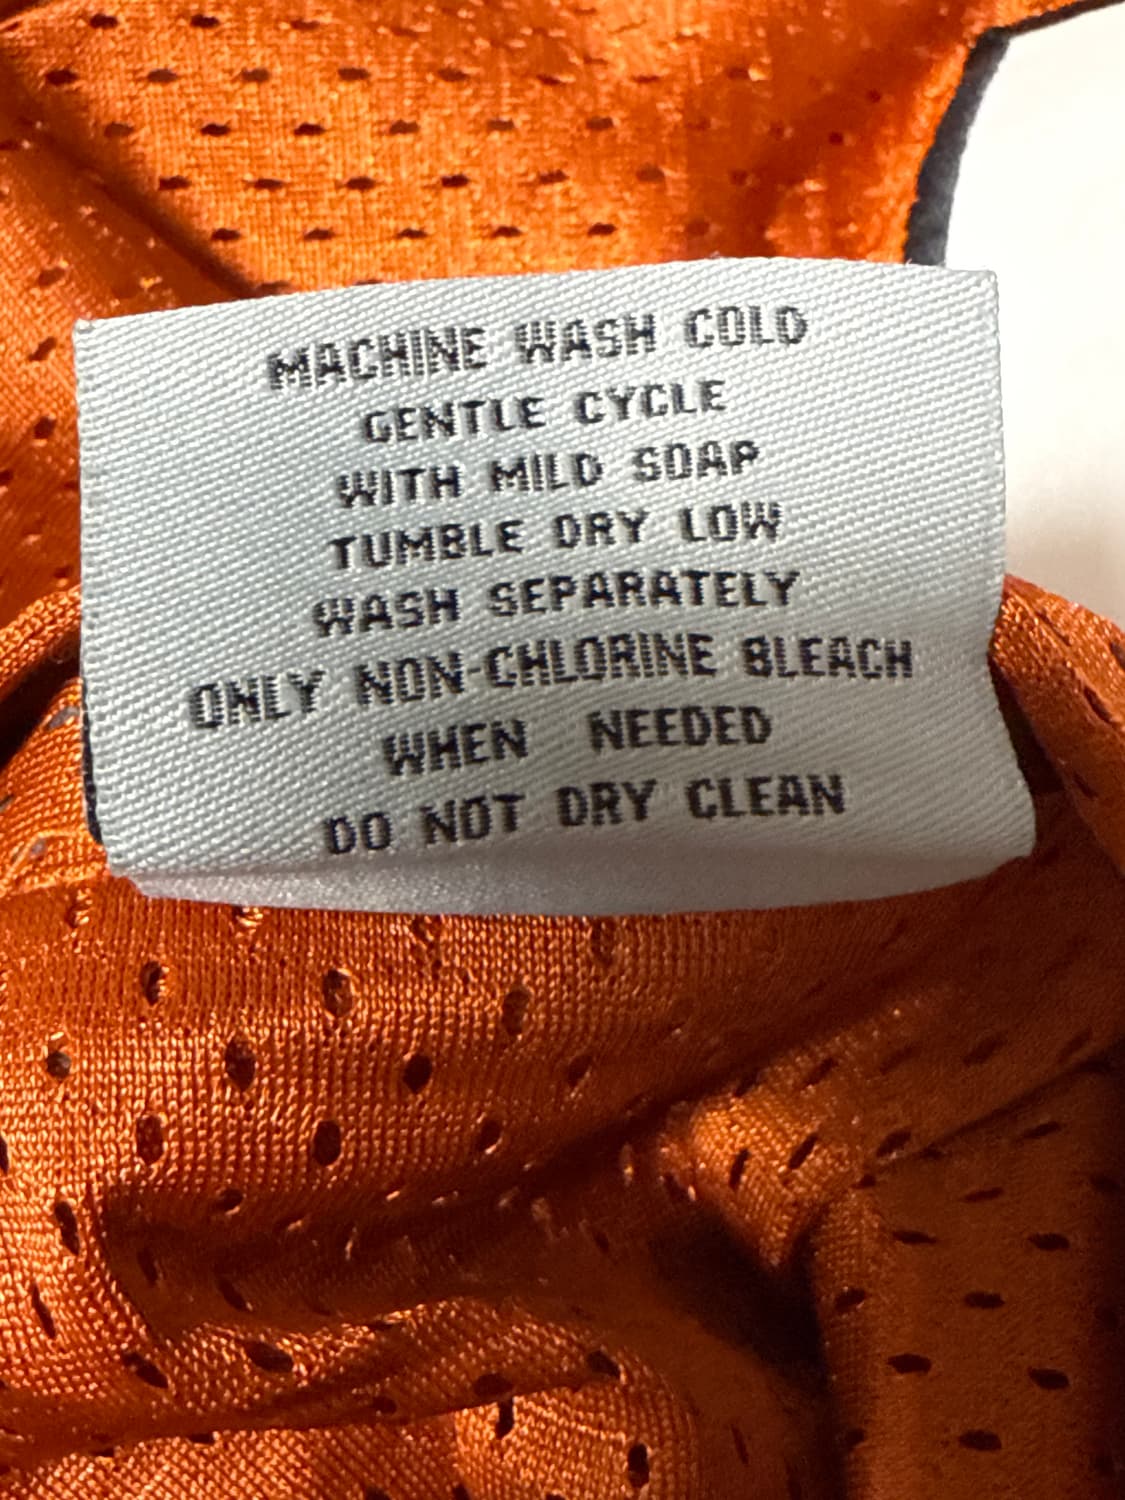 MACHINE WASH COLD
GENTLE CYCLE
WITH MILD SOAP
TUMBLE DRY LOW
WASH SEPARATELY
ONLY NON-CHLORINE BLEACH
WHEN NEEDED
DO NOT DRY CLEAN